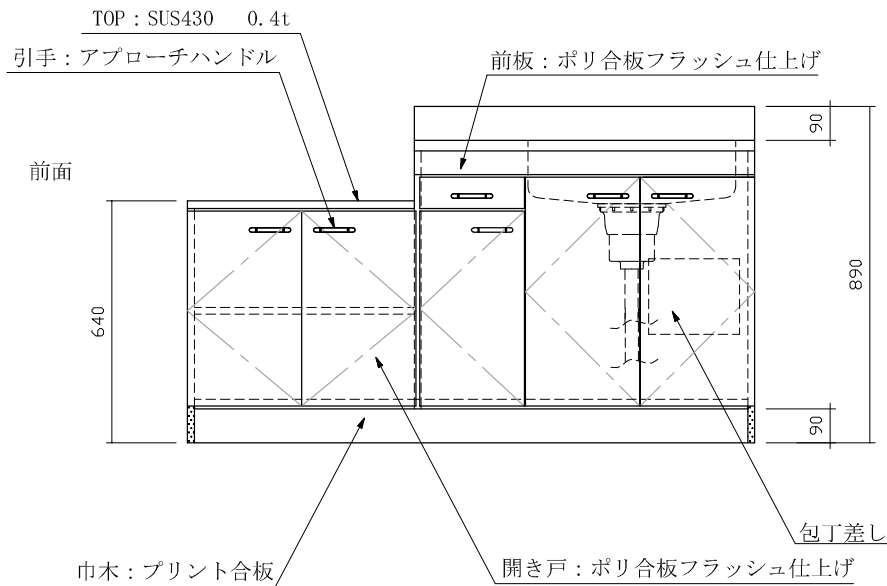 TOP：SUS430　0.4t
引手：アプローチハンドル
前板：ポリ合板フラッシュ仕上げ
90
前面
640
890
90
包丁差し
巾木：プリント合板
開き戸：ポリ合板フラッシュ仕上げ